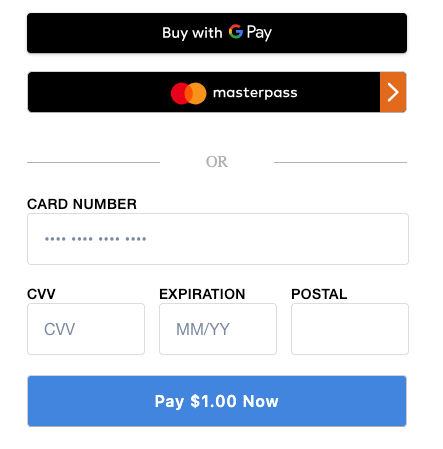 Buy with G Pay
masterpass
OR
CARD NUMBER
•••• •••• •••• ••••
CVV EXPIRATION POSTAL
CVV MM/YY
Pay $1.00 Now